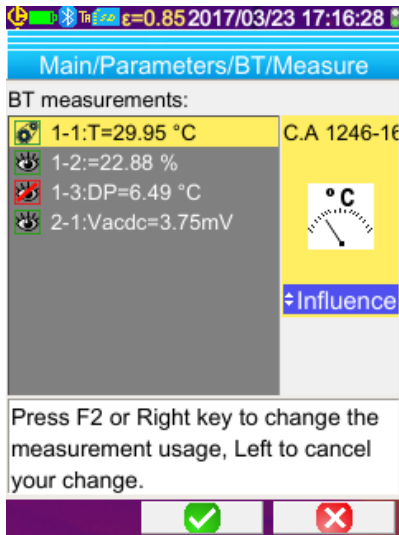 ε=0.85 2017/03/23 17:16:28
Main/Parameters/BT/Measure
BT measurements:
1-1:T=29.95 °C
C.A 1246-16
1-2:=22.88 %
1-3:DP=6.49 °C
°C
2-1:Vacdc=3.75mV
Influence
Press F2 or Right key to change the
measurement usage, Left to cancel
your change.